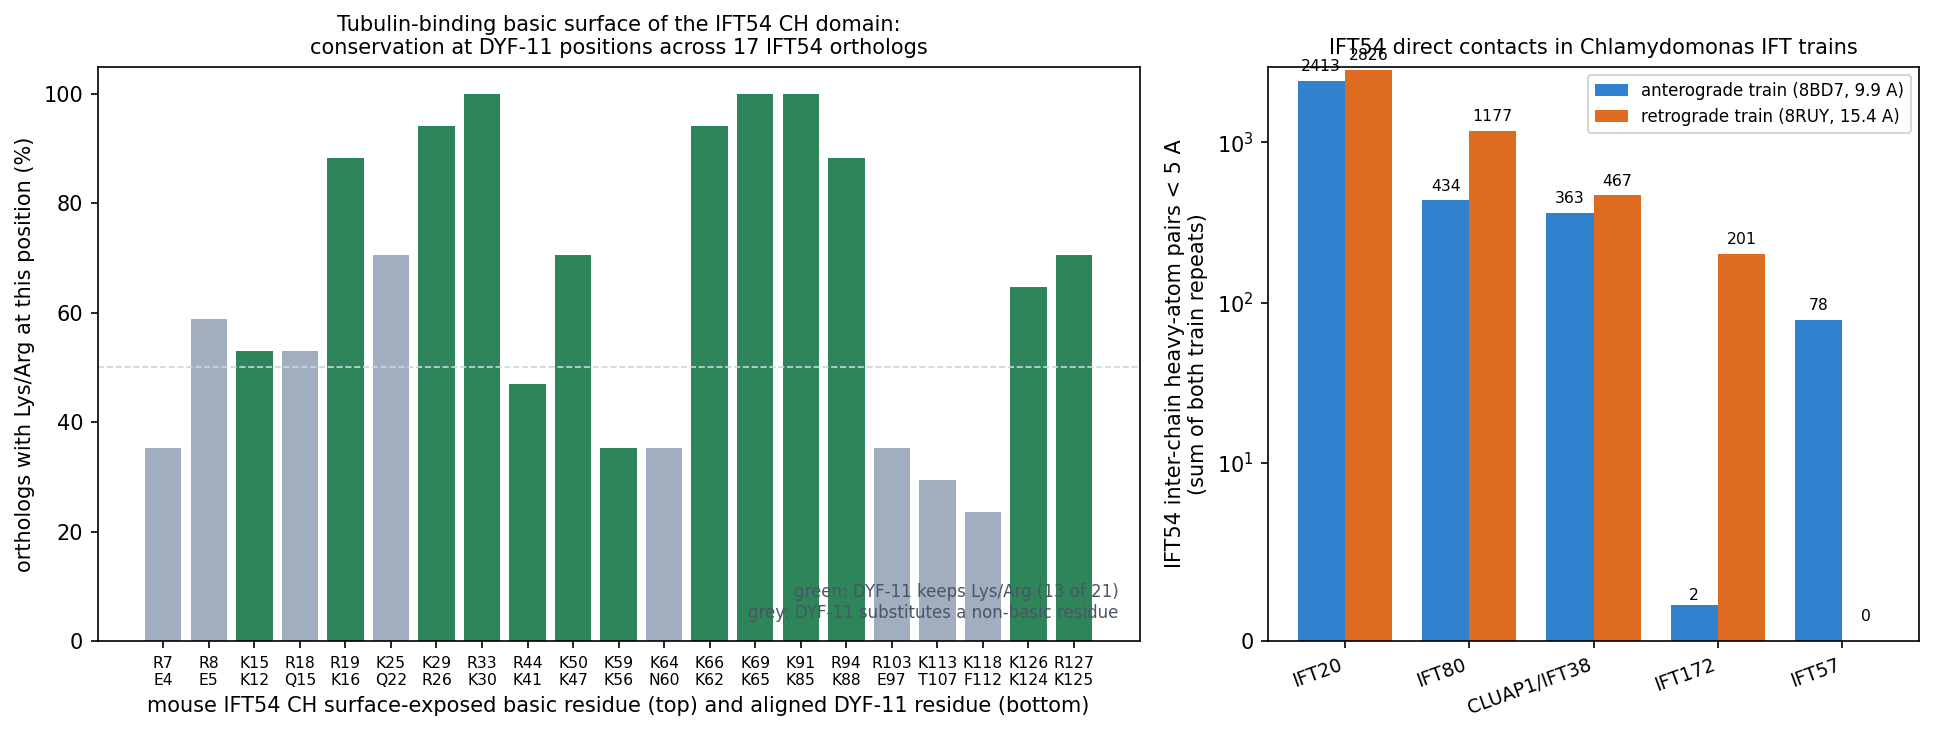 Tubulin-binding basic surface of the IFT54 CH domain:
conservation at DYF-11 positions across 17 IFT54 orthologs
orthologs with Lys/Arg at this position (%)
100
80
60
40
20
0
green: DYF-11 keeps Lys/Arg (13 of 21)
grey: DYF-11 substitutes a non-basic residue
R7 R8 K15 R18 R19 K25 K29 R33 R44 K50 K59 K64 K66 K69 K91 R94 R103 K113 K118 K126 R127
E4 E5 K12 Q15 K16 Q22 R26 K30 K41 K47 K56 N60 K62 K65 K85 K88 E97 T107 F112 K124 K125
mouse IFT54 CH surface-exposed basic residue (top) and aligned DYF-11 residue (bottom)
IFT54 direct contacts in Chlamydomonas IFT trains
IFT54 inter-chain heavy-atom pairs < 5 A
(sum of both train repeats)
10³
10²
10¹
0
anterograde train (8BD7, 9.9 A)
retrograde train (8RUY, 15.4 A)
2413 2826
434 1177
363 467
2 201
78 0
IFT20
IFT80
CLUAP1/IFT38
IFT172
IFT57